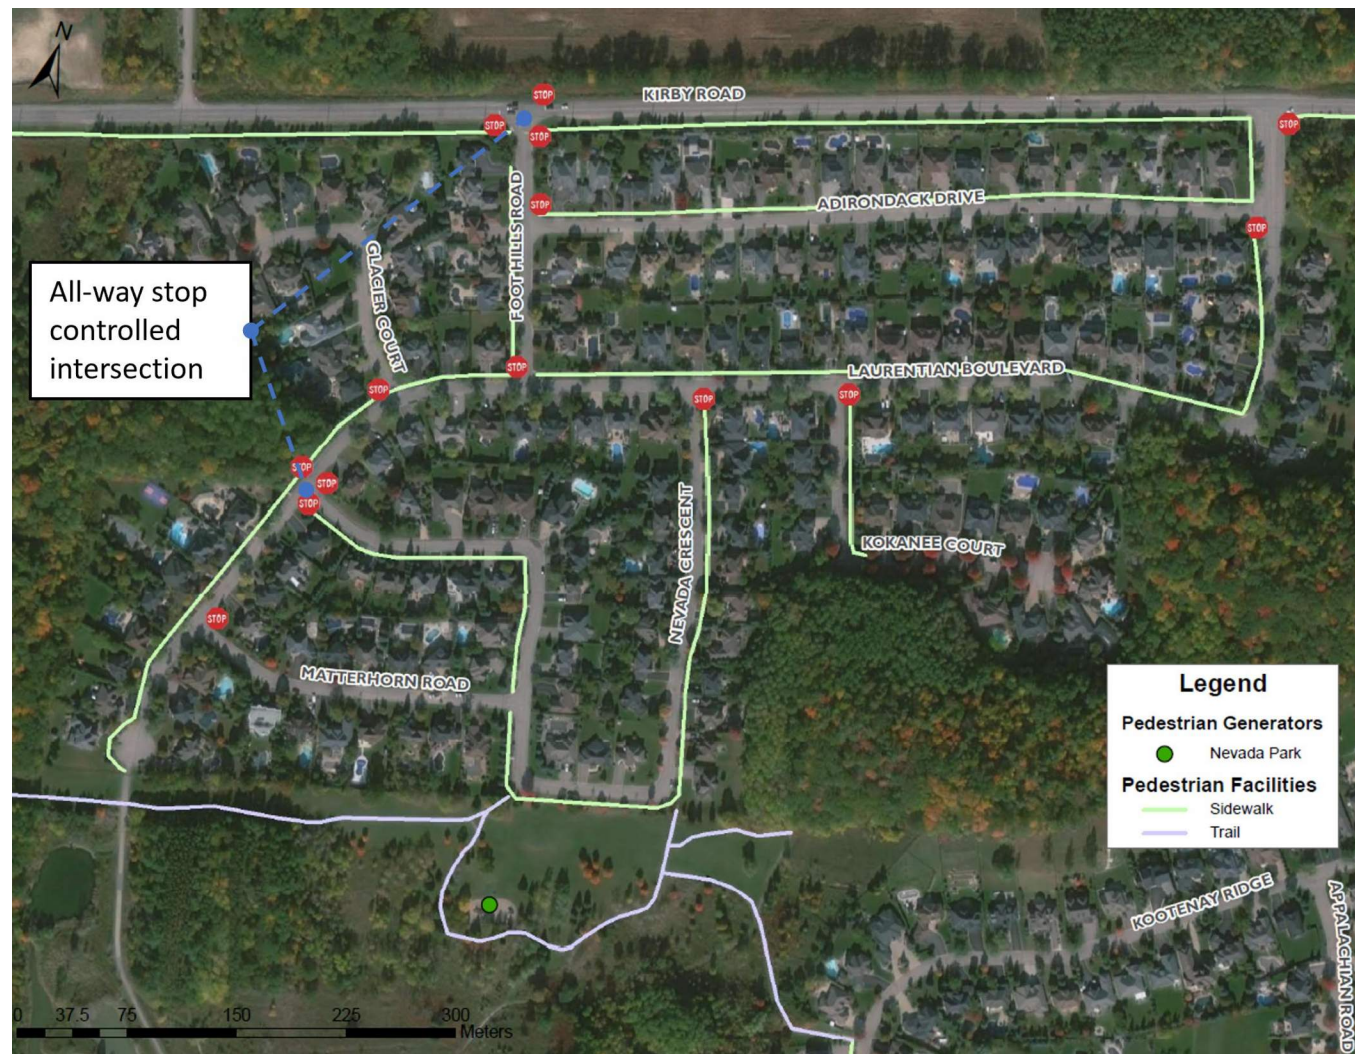 N
STOP
KIRBY ROAD
STOP
STOP
STOP
FOOTHILLS ROAD
STOP
ADIRONDACK DRIVE
STOP
GLACIER COURT
All-way stop
controlled
intersection
STOP
LAURENTIAN BOULEVARD
STOP
STOP
STOP
STOP
STOP
STOP
NEVADA CRESCENT
KOKANEE COURT
STOP
MATTERHORN ROAD
Legend
Pedestrian Generators
Nevada Park
Pedestrian Facilities
Sidewalk
Trail
KOOTENAY RIDGE
APPALACHIAN ROAD
0 37.5 75 150 225 300
Meters